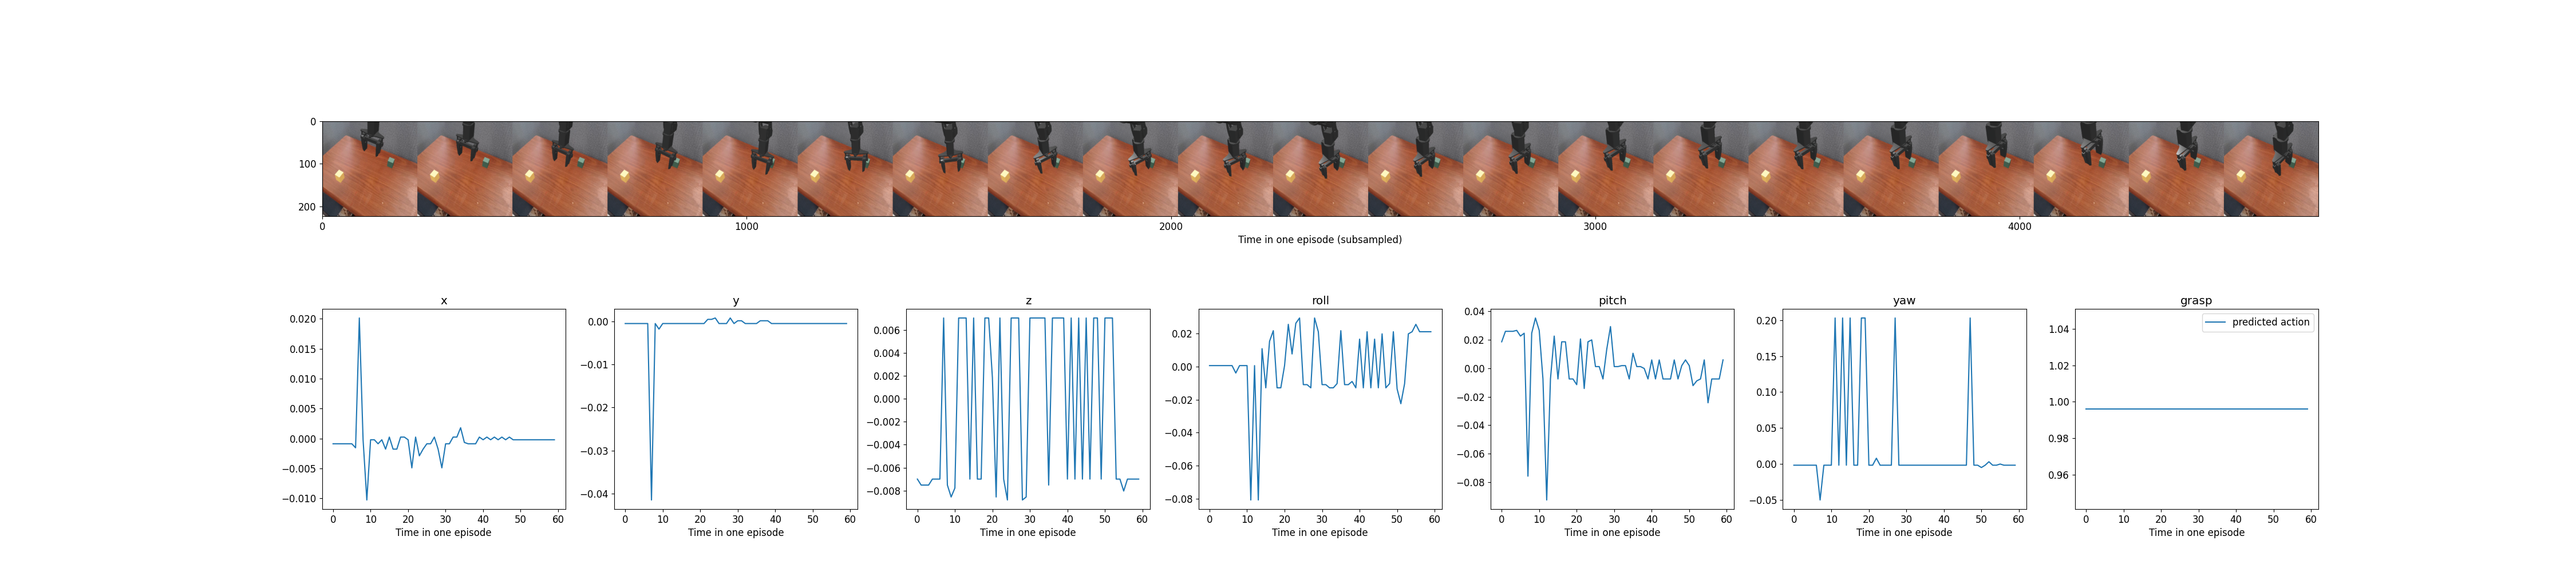 0
100
200
0 1000 2000 3000 4000
Time in one episode (subsampled)
x y z roll pitch yaw grasp
0.020
0.015
0.010
0.005
0.000
−0.005
−0.010
0 10 20 30 40 50 60
Time in one episode
0.00
−0.01
−0.02
−0.03
−0.04
0 10 20 30 40 50 60
Time in one episode
0.006
0.004
0.002
0.000
−0.002
−0.004
−0.006
−0.008
0 10 20 30 40 50 60
Time in one episode
0.02
0.00
−0.02
−0.04
−0.06
−0.08
0 10 20 30 40 50 60
Time in one episode
0.04
0.02
0.00
−0.02
−0.04
−0.06
−0.08
0 10 20 30 40 50 60
Time in one episode
0.20
0.15
0.10
0.05
0.00
−0.05
0 10 20 30 40 50 60
Time in one episode
predicted action
1.04
1.02
1.00
0.98
0.96
0 10 20 30 40 50 60
Time in one episode